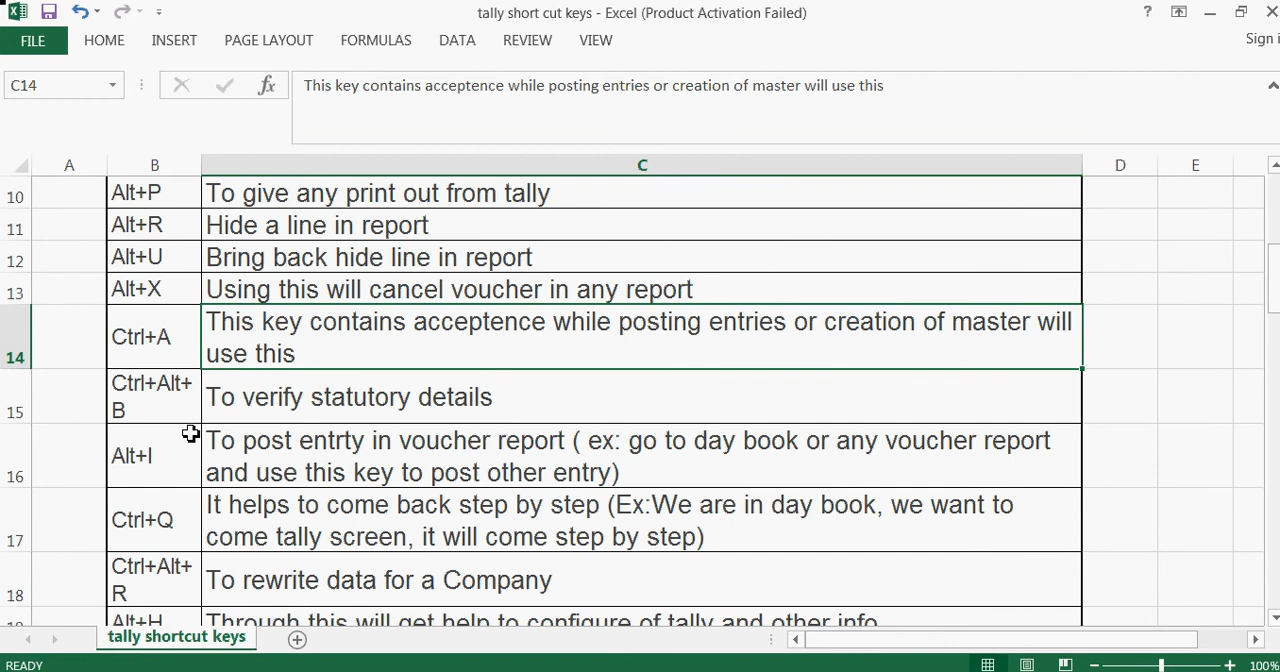 tally short cut keys - Excel (Product Activation Failed)
?
FILE HOME INSERT PAGE LAYOUT FORMULAS DATA REVIEW VIEW Sign i
C14 fx This key contains acceptence while posting entries or creation of master will use this
A B C D E
10 Alt+P To give any print out from tally
11 Alt+R Hide a line in report
12 Alt+U Bring back hide line in report
13 Alt+X Using this will cancel voucher in any report
14 Ctrl+A This key contains acceptence while posting entries or creation of master will
use this
15 Ctrl+Alt+
B To verify statutory details
16 Alt+I To post entrty in voucher report ( ex: go to day book or any voucher report
and use this key to post other entry)
17 Ctrl+Q It helps to come back step by step (Ex:We are in day book, we want to
come tally screen, it will come step by step)
18 Ctrl+Alt+
R To rewrite data for a Company
19 Alt+H Through this will get help to configure of tally and other info
tally shortcut keys
READY 100%